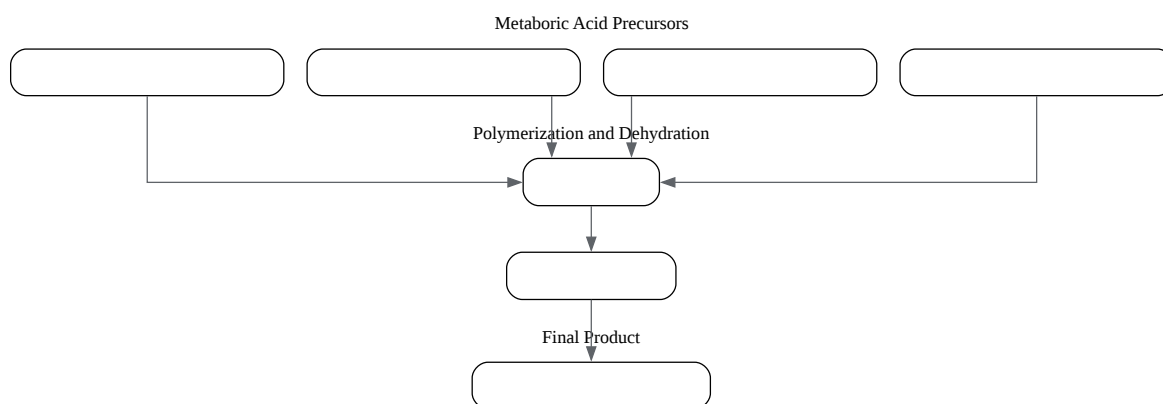 Metaboric Acid Precursors
Polymerization and Dehydration
Final Product